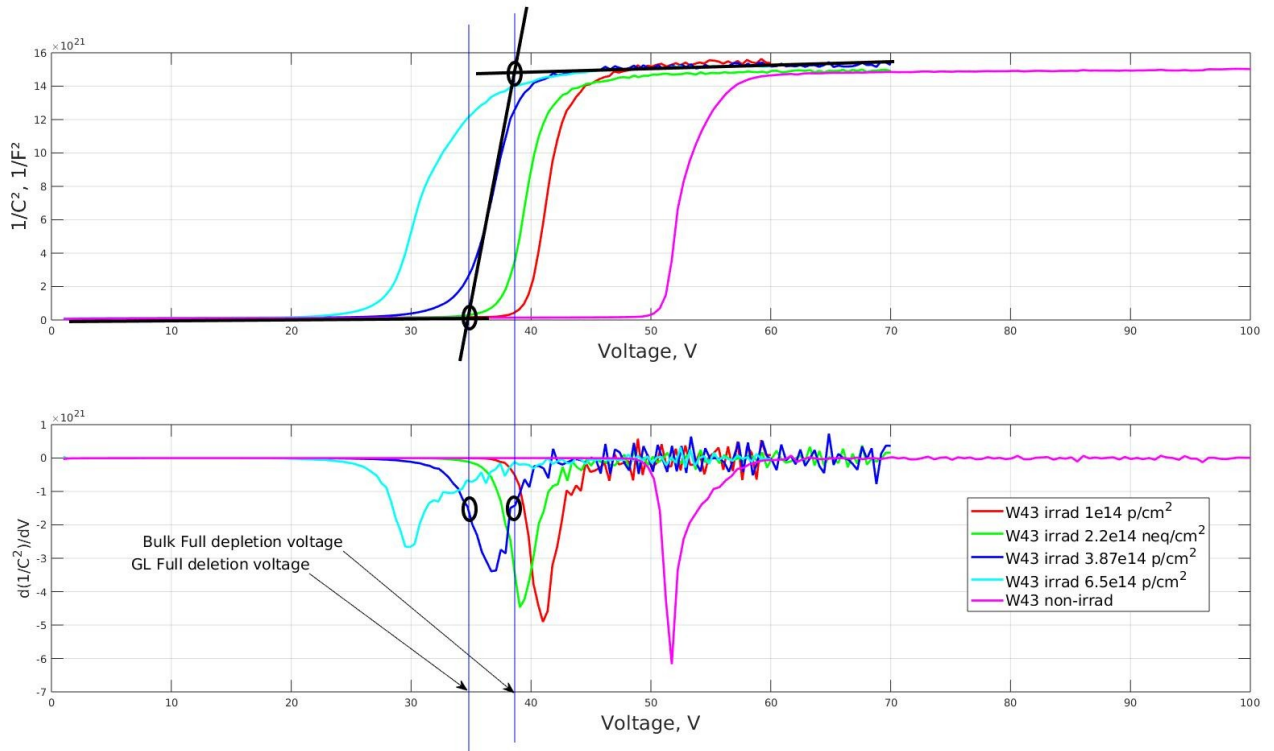 ×10²¹
16
14
12
10
8
6
4
2
0
1/C², 1/F²
0 10 20 30 40 50 60 70 80 90 100
Voltage, V
×10²¹
1
0
-1
-2
-3
-4
-5
-6
-7
d(1/C²)/dV
Bulk Full depletion voltage
GL Full deletion voltage
W43 irrad 1e14 p/cm²
W43 irrad 2.2e14 neq/cm²
W43 irrad 3.87e14 p/cm²
W43 irrad 6.5e14 p/cm²
W43 non-irrad
0 10 20 30 40 50 60 70 80 90 100
Voltage, V